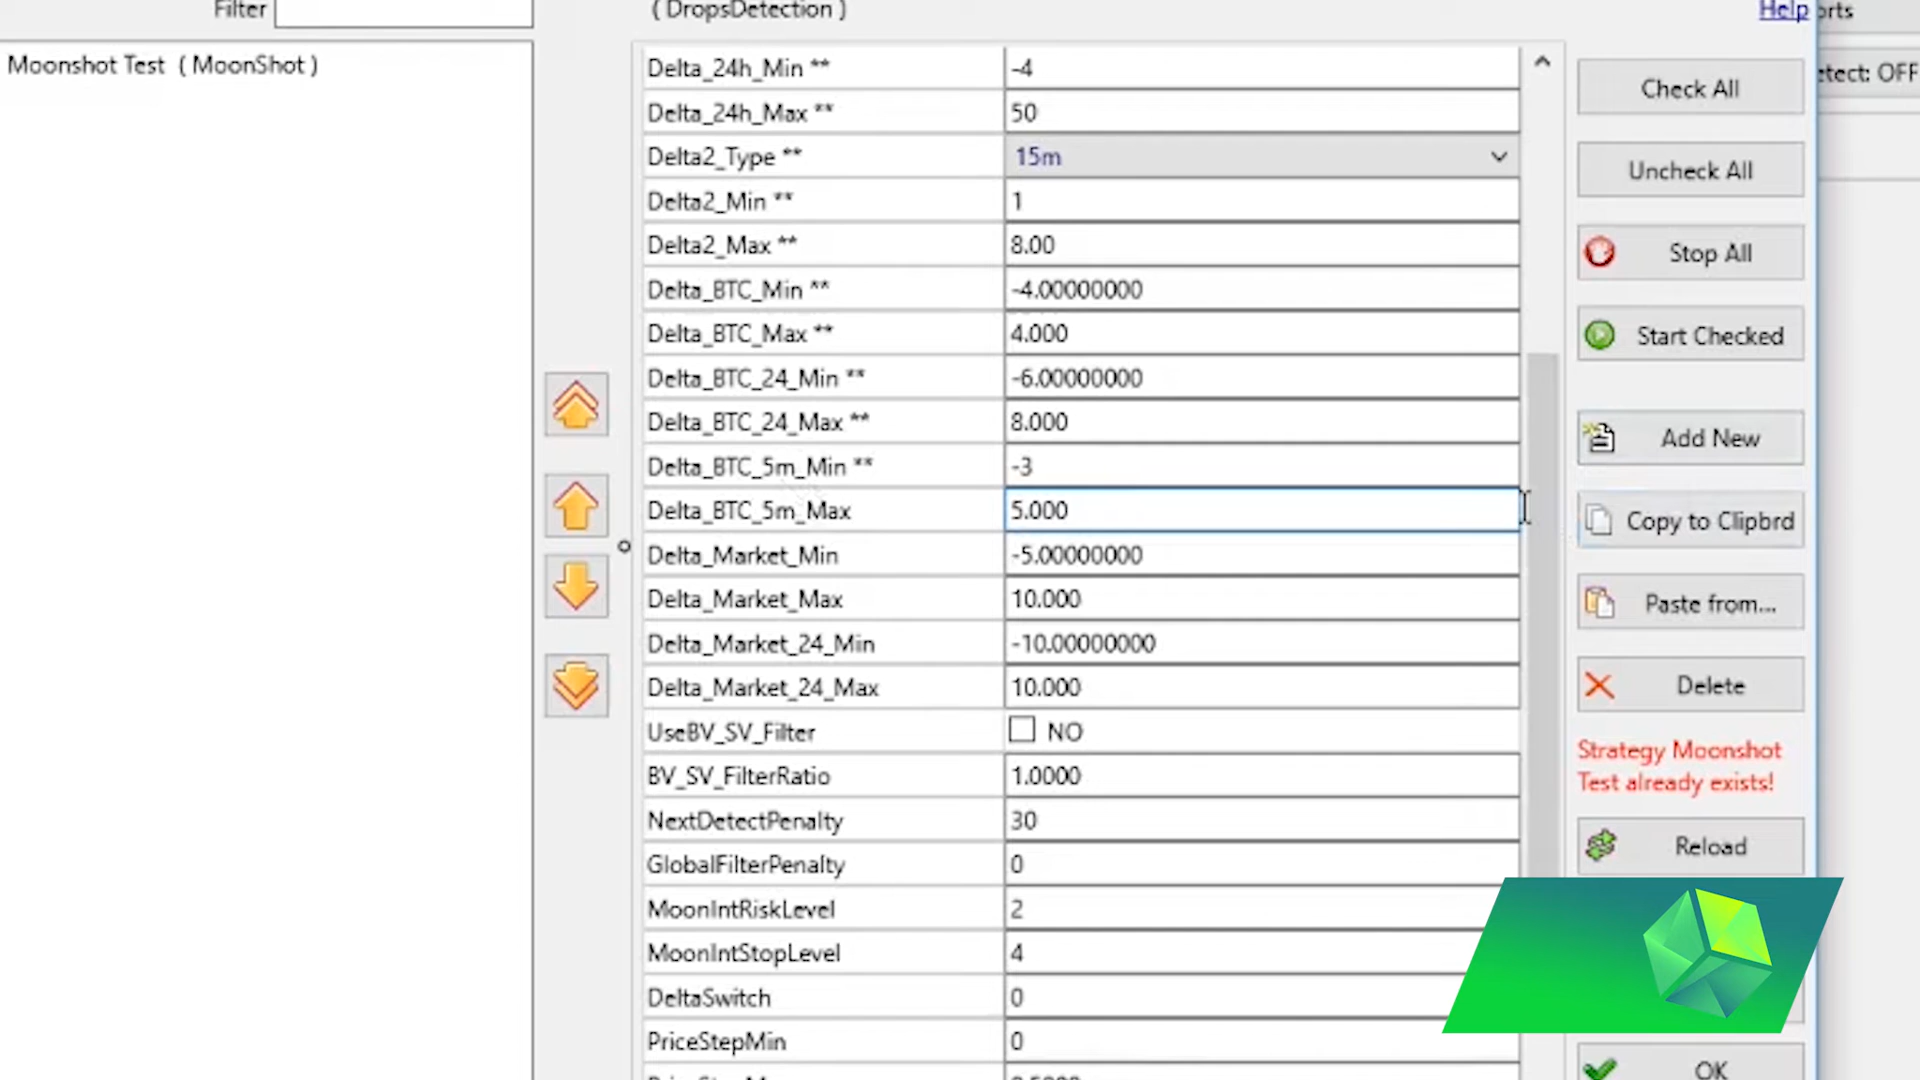 Filter
( DropsDetection )
Help
orts
Moonshot Test ( MoonShot )
Delta_24h_Min ** -4
Delta_24h_Max ** 50
Delta2_Type ** 15m
Delta2_Min ** 1
Delta2_Max ** 8.00
Delta_BTC_Min ** -4.00000000
Delta_BTC_Max ** 4.000
Delta_BTC_24_Min ** -6.00000000
Delta_BTC_24_Max ** 8.000
Delta_BTC_5m_Min ** -3
Delta_BTC_5m_Max 5.000
Delta_Market_Min -5.00000000
Delta_Market_Max 10.000
Delta_Market_24_Min -10.00000000
Delta_Market_24_Max 10.000
UseBV_SV_Filter NO
BV_SV_FilterRatio 1.0000
NextDetectPenalty 30
GlobalFilterPenalty 0
MoonIntRiskLevel 2
MoonIntStopLevel 4
DeltaSwitch 0
PriceStepMin 0
Check All
etect: OFF
Uncheck All
Stop All
Start Checked
Add New
Copy to Clipbrd
Paste from...
Delete
Strategy Moonshot
Test already exists!
Reload
OK